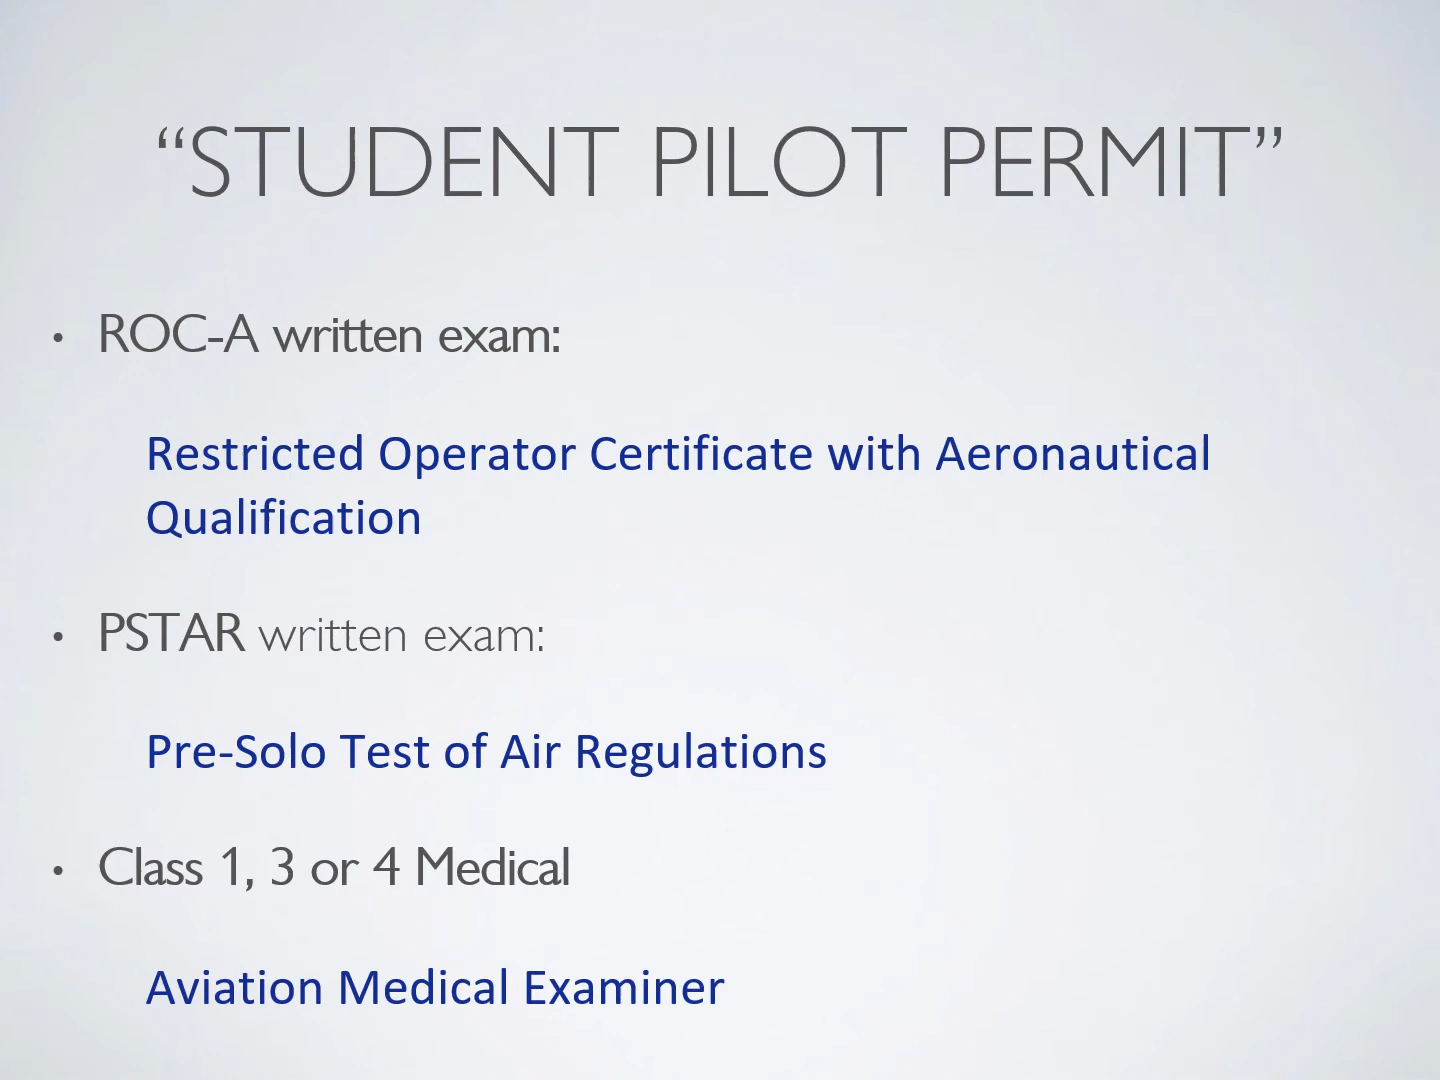 “STUDENT PILOT PERMIT”
• ROC-A written exam:
Restricted Operator Certificate with Aeronautical
Qualification
• PSTAR written exam:
Pre-Solo Test of Air Regulations
• Class 1, 3 or 4 Medical
Aviation Medical Examiner